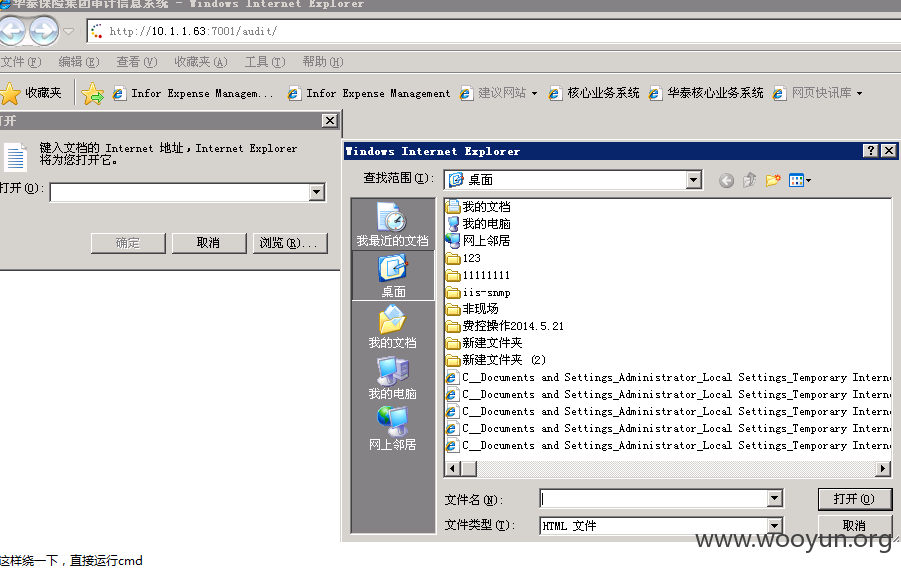 华泰保险集团审计信息系统 - Windows Internet Explorer
http://10.1.1.63:7001/audit/
文件(F) 编辑(E) 查看(V) 收藏夹(A) 工具(T) 帮助(H)
收藏夹 Infor Expense Managem... Infor Expense Management 建议网站 核心业务系统 华泰核心业务系统 网页快讯库
打开
键入文档的 Internet 地址，Internet Explorer
将为您打开它。
打开(O):
确定 取消 浏览(R)...
Windows Internet Explorer
查找范围(I): 桌面
我最近的文档
桌面
我的文档
我的电脑
网上邻居
我的文档
我的电脑
网上邻居
123
11111111
iis-snmp
非现场
费控操作2014.5.21
新建文件夹
新建文件夹 (2)
C__Documents and Settings_Administrator_Local Settings_Temporary Interne
C__Documents and Settings_Administrator_Local Settings_Temporary Interne
C__Documents and Settings_Administrator_Local Settings_Temporary Interne
C__Documents and Settings_Administrator_Local Settings_Temporary Interne
C__Documents and Settings_Administrator_Local Settings_Temporary Interne
文件名(N): 打开(O)
文件类型(T): HTML 文件 取消
www.wooyun.org
这样绕一下，直接运行cmd